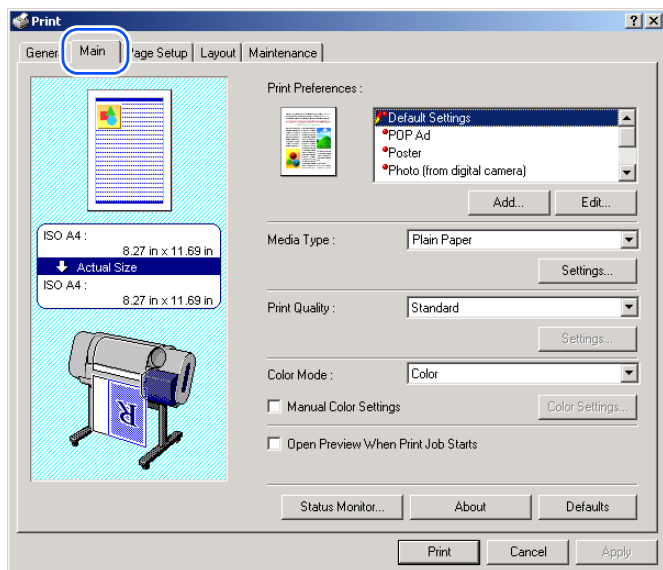 Print
Gener Main Page Setup Layout Maintenance
Print Preferences :
Default Settings
POP Ad
Poster
Photo (from digital camera)
Add... Edit...
ISO A4 :
8.27 in x 11.69 in
Actual Size
ISO A4 :
8.27 in x 11.69 in
Media Type : Plain Paper
Settings...
Print Quality : Standard
Settings...
Color Mode : Color
Manual Color Settings Color Settings...
Open Preview When Print Job Starts
R
Status Monitor... About Defaults
Print Cancel Apply